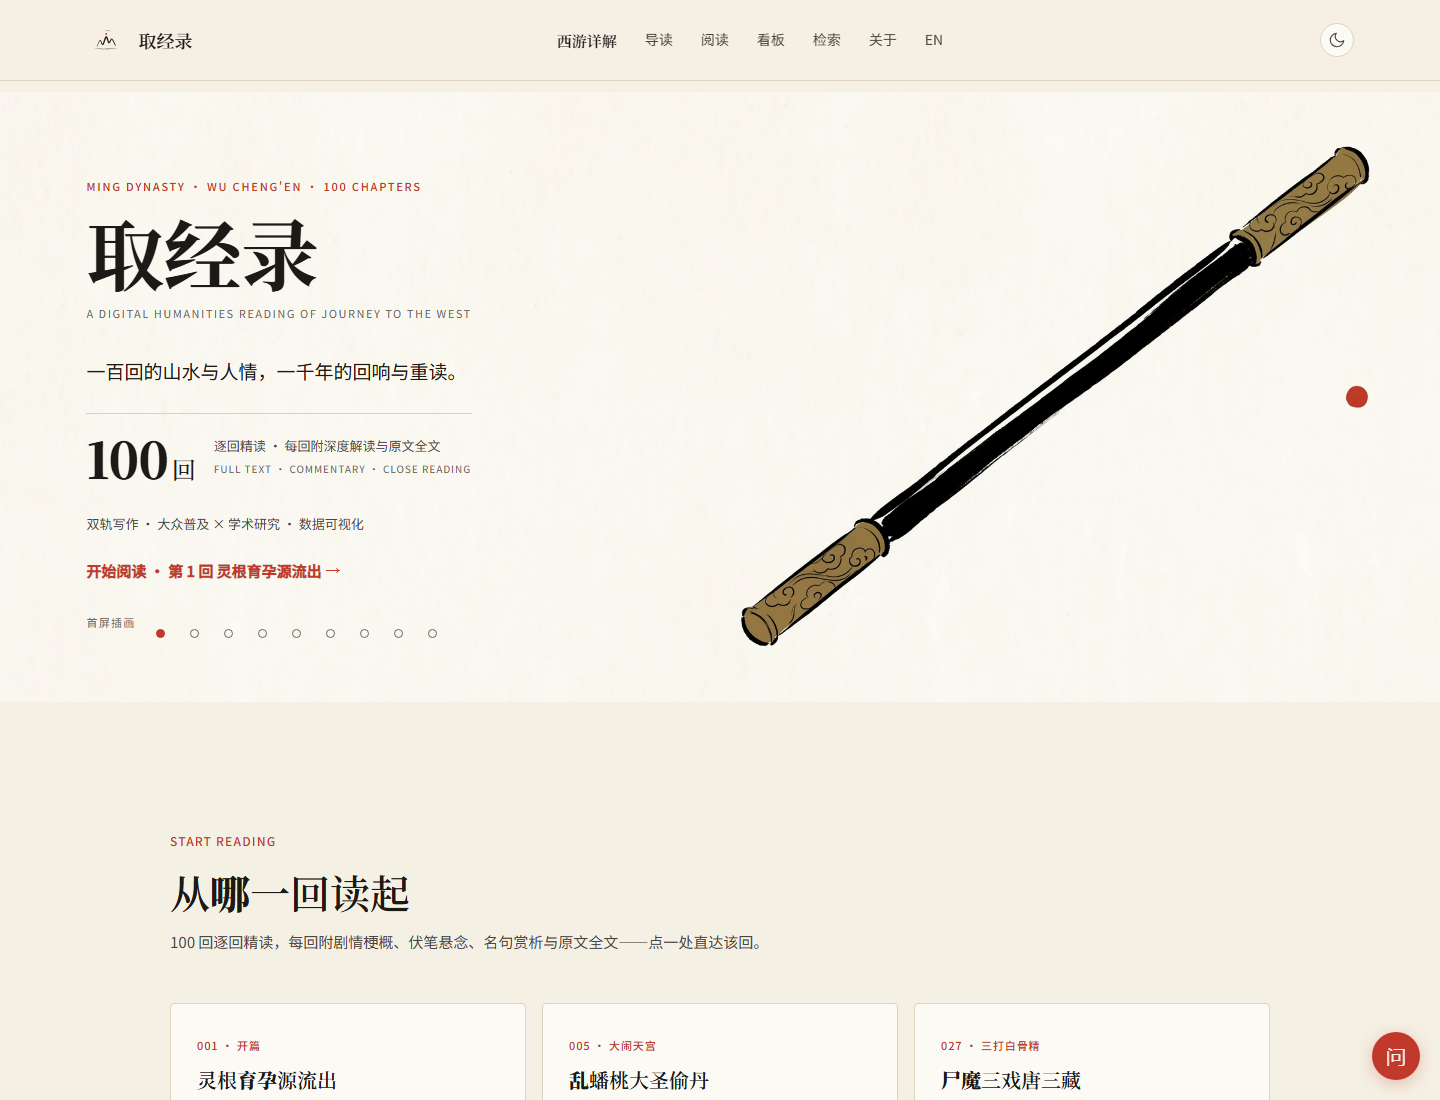 取经录
西游详解 导读 阅读 看板 检索 关于 EN
MING DYNASTY · WU CHENG'EN · 100 CHAPTERS
取经录
A DIGITAL HUMANITIES READING OF JOURNEY TO THE WEST
一百回的山水与人情，一千年的回响与重读。
100 回
逐回精读 · 每回附深度解读与原文全文
FULL TEXT · COMMENTARY · CLOSE READING
双轨写作 · 大众普及 × 学术研究 · 数据可视化
开始阅读 · 第 1 回 灵根育孕源流出 →
首屏插画
START READING
从哪一回读起
100 回逐回精读，每回附剧情梗概、伏笔悬念、名句赏析与原文全文——点一处直达该回。
001 · 开篇
灵根育孕源流出
005 · 大闹天宫
乱蟠桃大圣偷丹
027 · 三打白骨精
尸魔三戏唐三藏
问